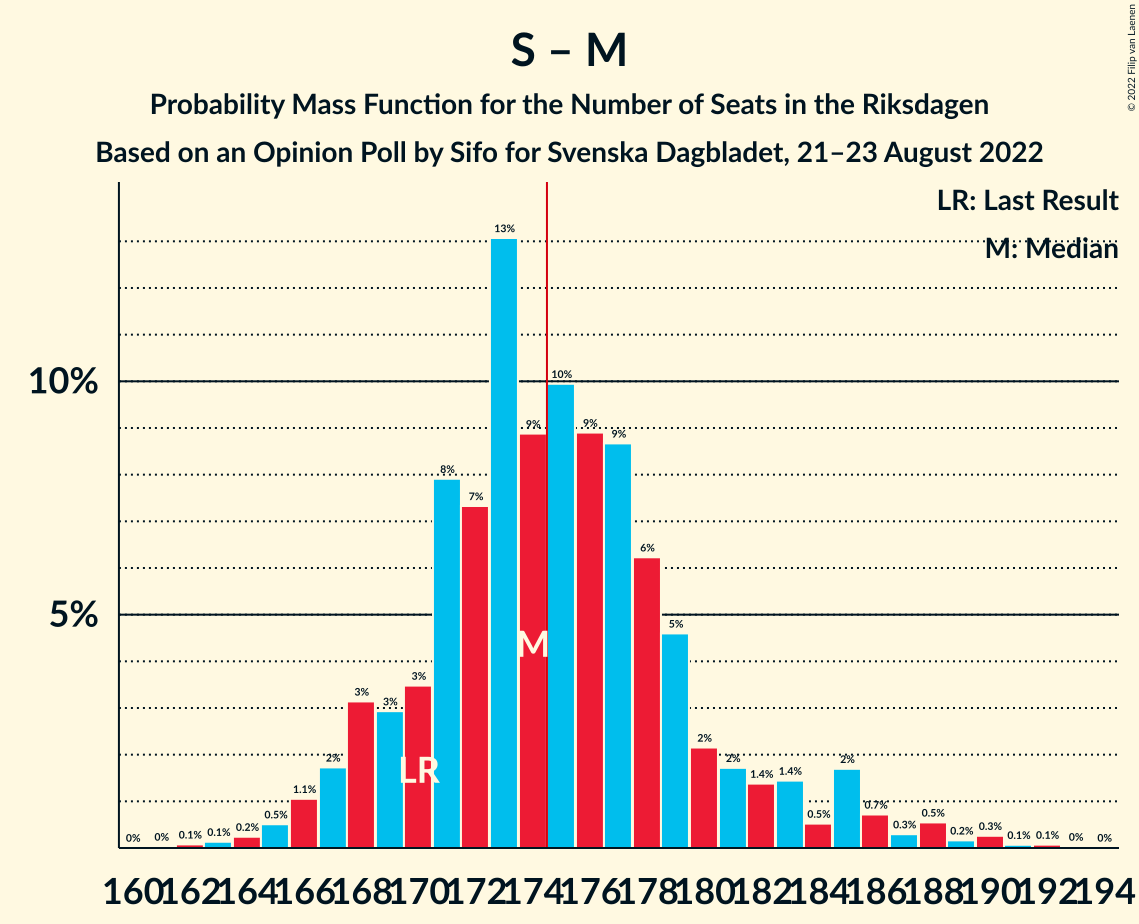 S – M
Probability Mass Function for the Number of Seats in the Riksdagen
Based on an Opinion Poll by Sifo for Svenska Dagbladet, 21–23 August 2022
© 2022 Filip van Laenen
LR: Last Result
M: Median
10%
5%
0% 0% 0.1% 0.1% 0.2% 0.5% 1.1% 2% 3% 3% 3% 8% 7% 13% 9% 10% 9% 9% 6% 5% 2% 2% 1.4% 1.4% 0.5% 2% 0.7% 0.3% 0.5% 0.2% 0.3% 0.1% 0.1% 0% 0%
M
LR
160 162 164 166 168 170 172 174 176 178 180 182 184 186 188 190 192 194